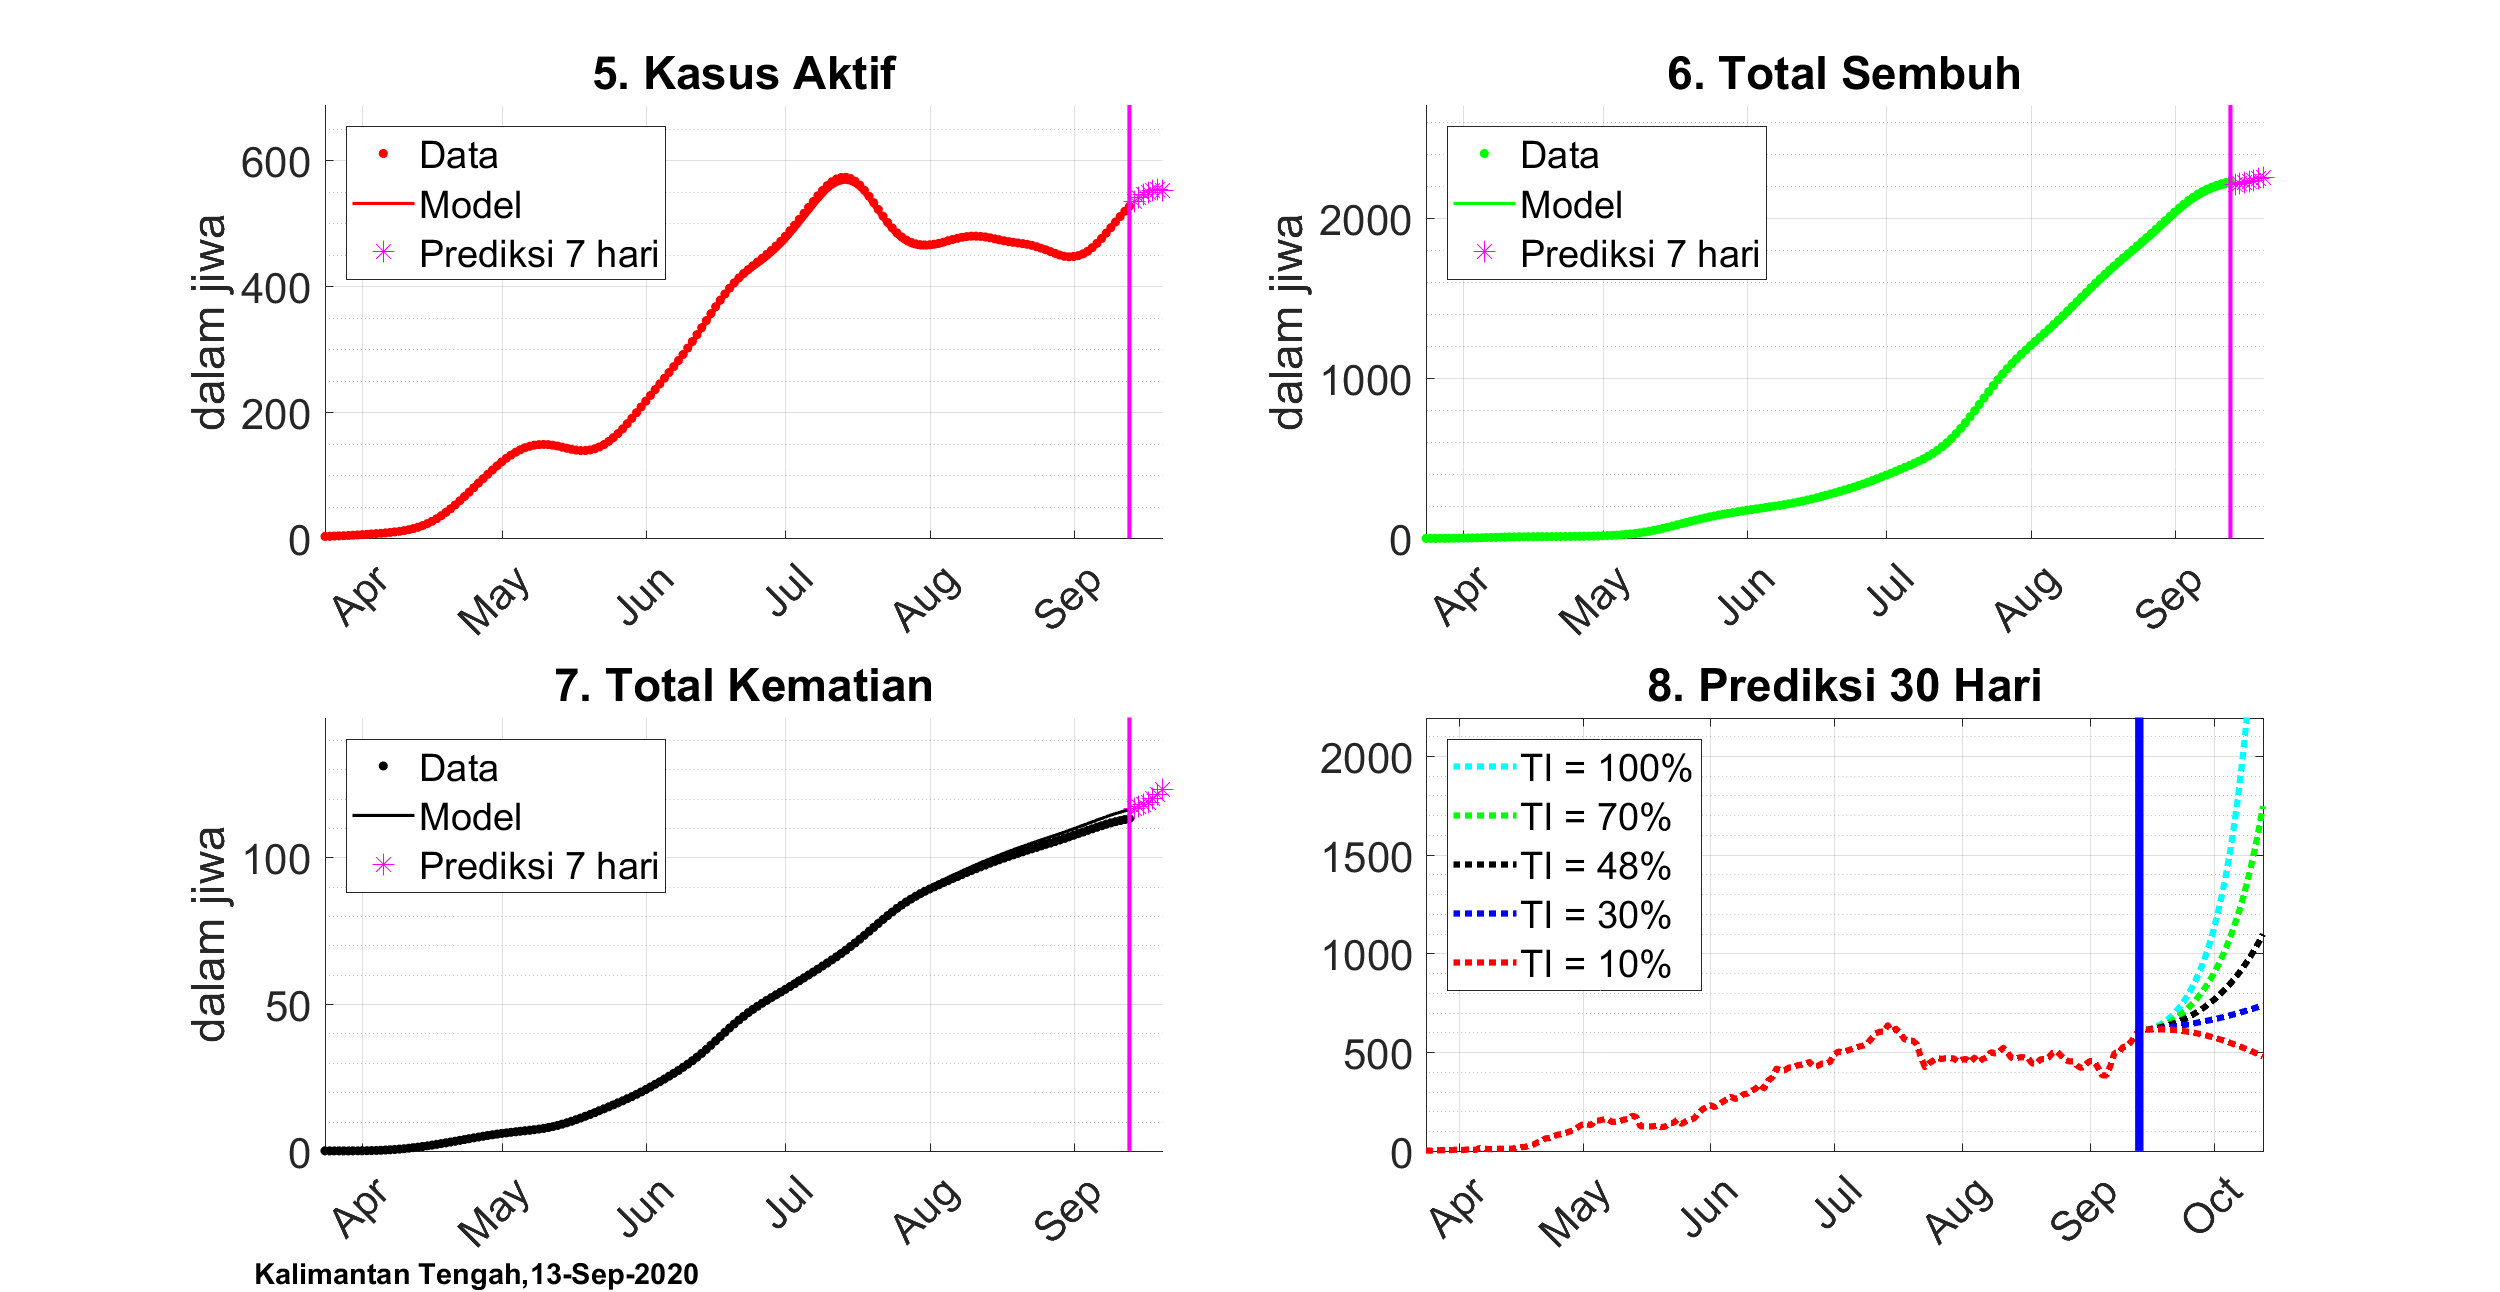 5. Kasus Aktif
dalam jiwa
600
400
200
0
Data
Model
Prediksi 7 hari
Apr
May
Jun
Jul
Aug
Sep
6. Total Sembuh
dalam jiwa
2000
1000
0
Data
Model
Prediksi 7 hari
Apr
May
Jun
Jul
Aug
Sep
7. Total Kematian
dalam jiwa
100
50
0
Data
Model
Prediksi 7 hari
Apr
May
Jun
Jul
Aug
Sep
8. Prediksi 30 Hari
2000
1500
1000
500
0
TI = 100%
TI = 70%
TI = 48%
TI = 30%
TI = 10%
Apr
May
Jun
Jul
Aug
Sep
Oct
Kalimantan Tengah,13-Sep-2020